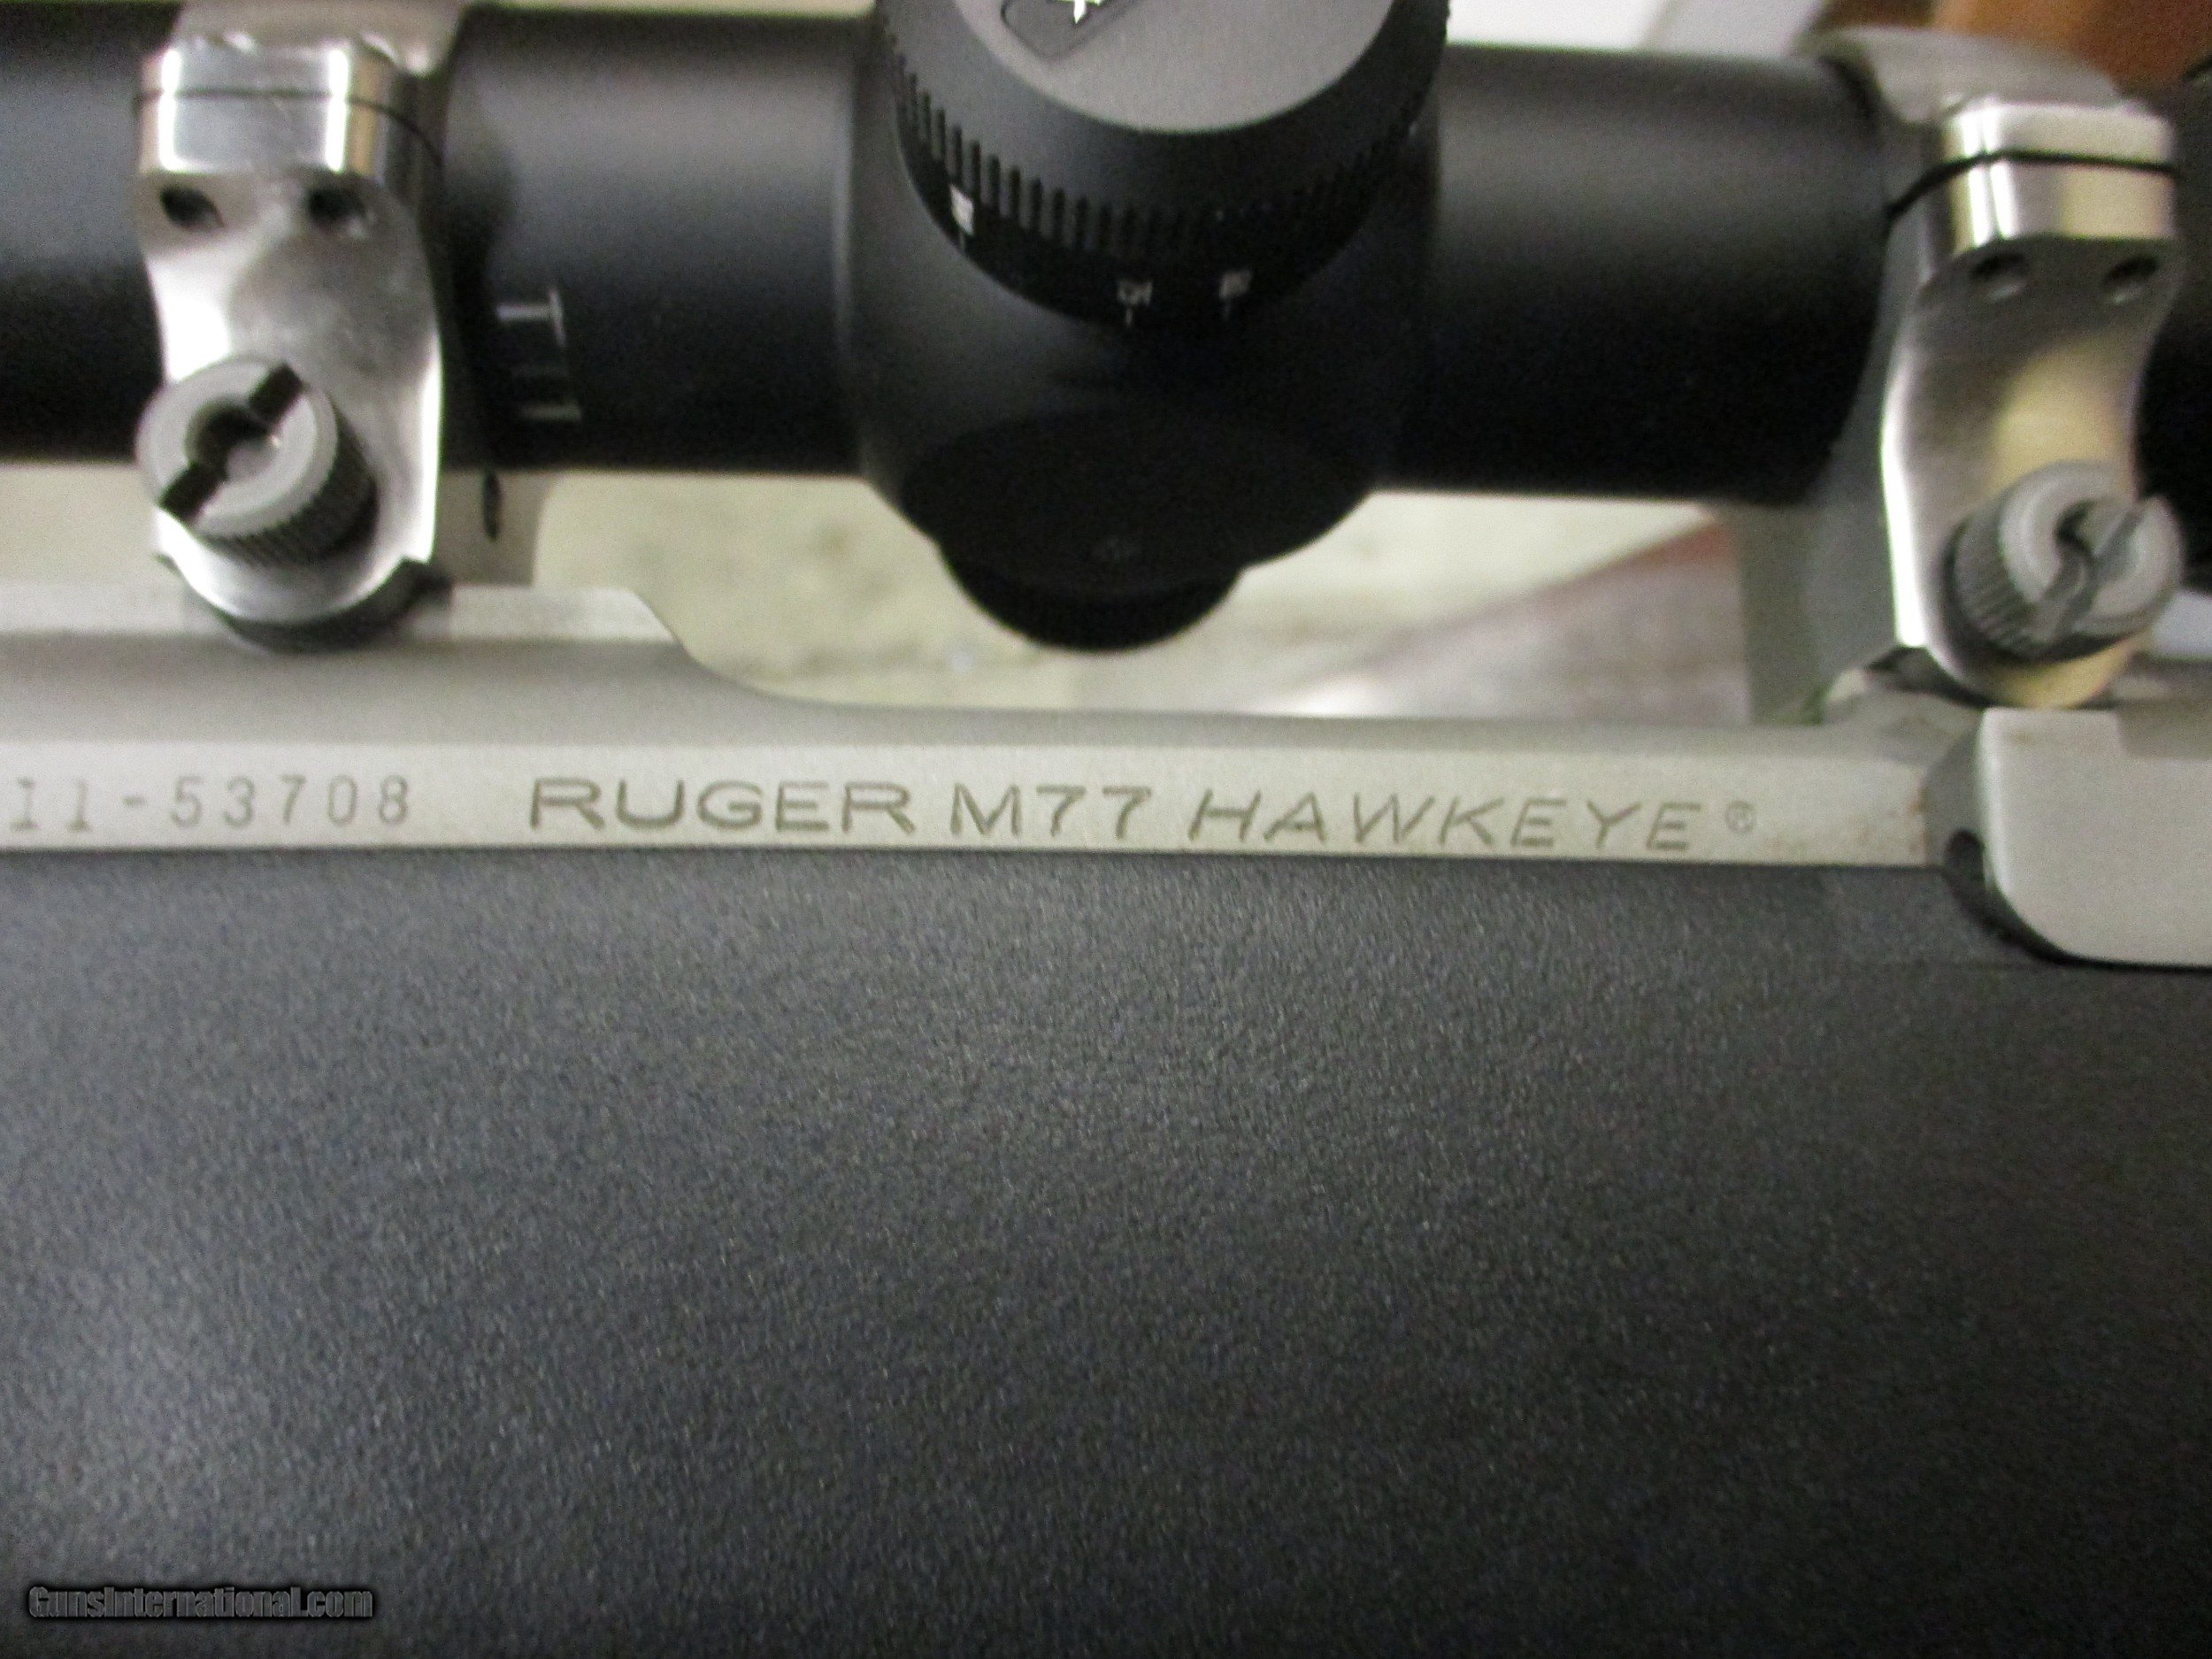 11-53708 RUGER M77 HAWKEYE®
GunsInternational.com